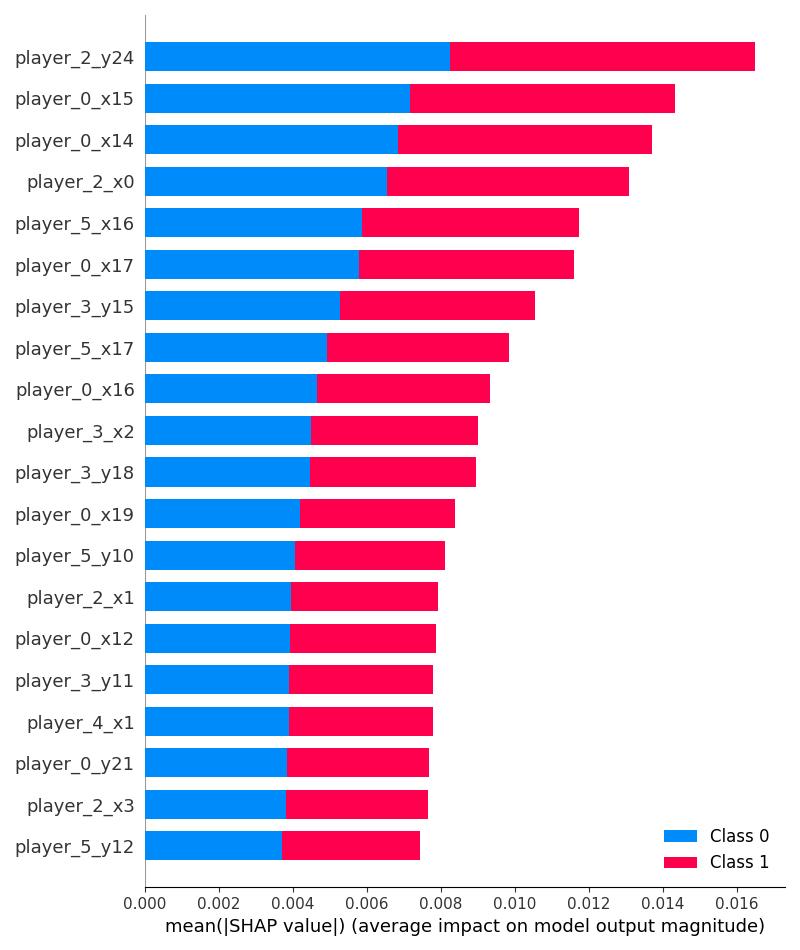 player_2_y24
player_0_x15
player_0_x14
player_2_x0
player_5_x16
player_0_x17
player_3_y15
player_5_x17
player_0_x16
player_3_x2
player_3_y18
player_0_x19
player_5_y10
player_2_x1
player_0_x12
player_3_y11
player_4_x1
player_0_y21
player_2_x3
player_5_y12
Class 0
Class 1
0.000 0.002 0.004 0.006 0.008 0.010 0.012 0.014 0.016
mean(|SHAP value|) (average impact on model output magnitude)